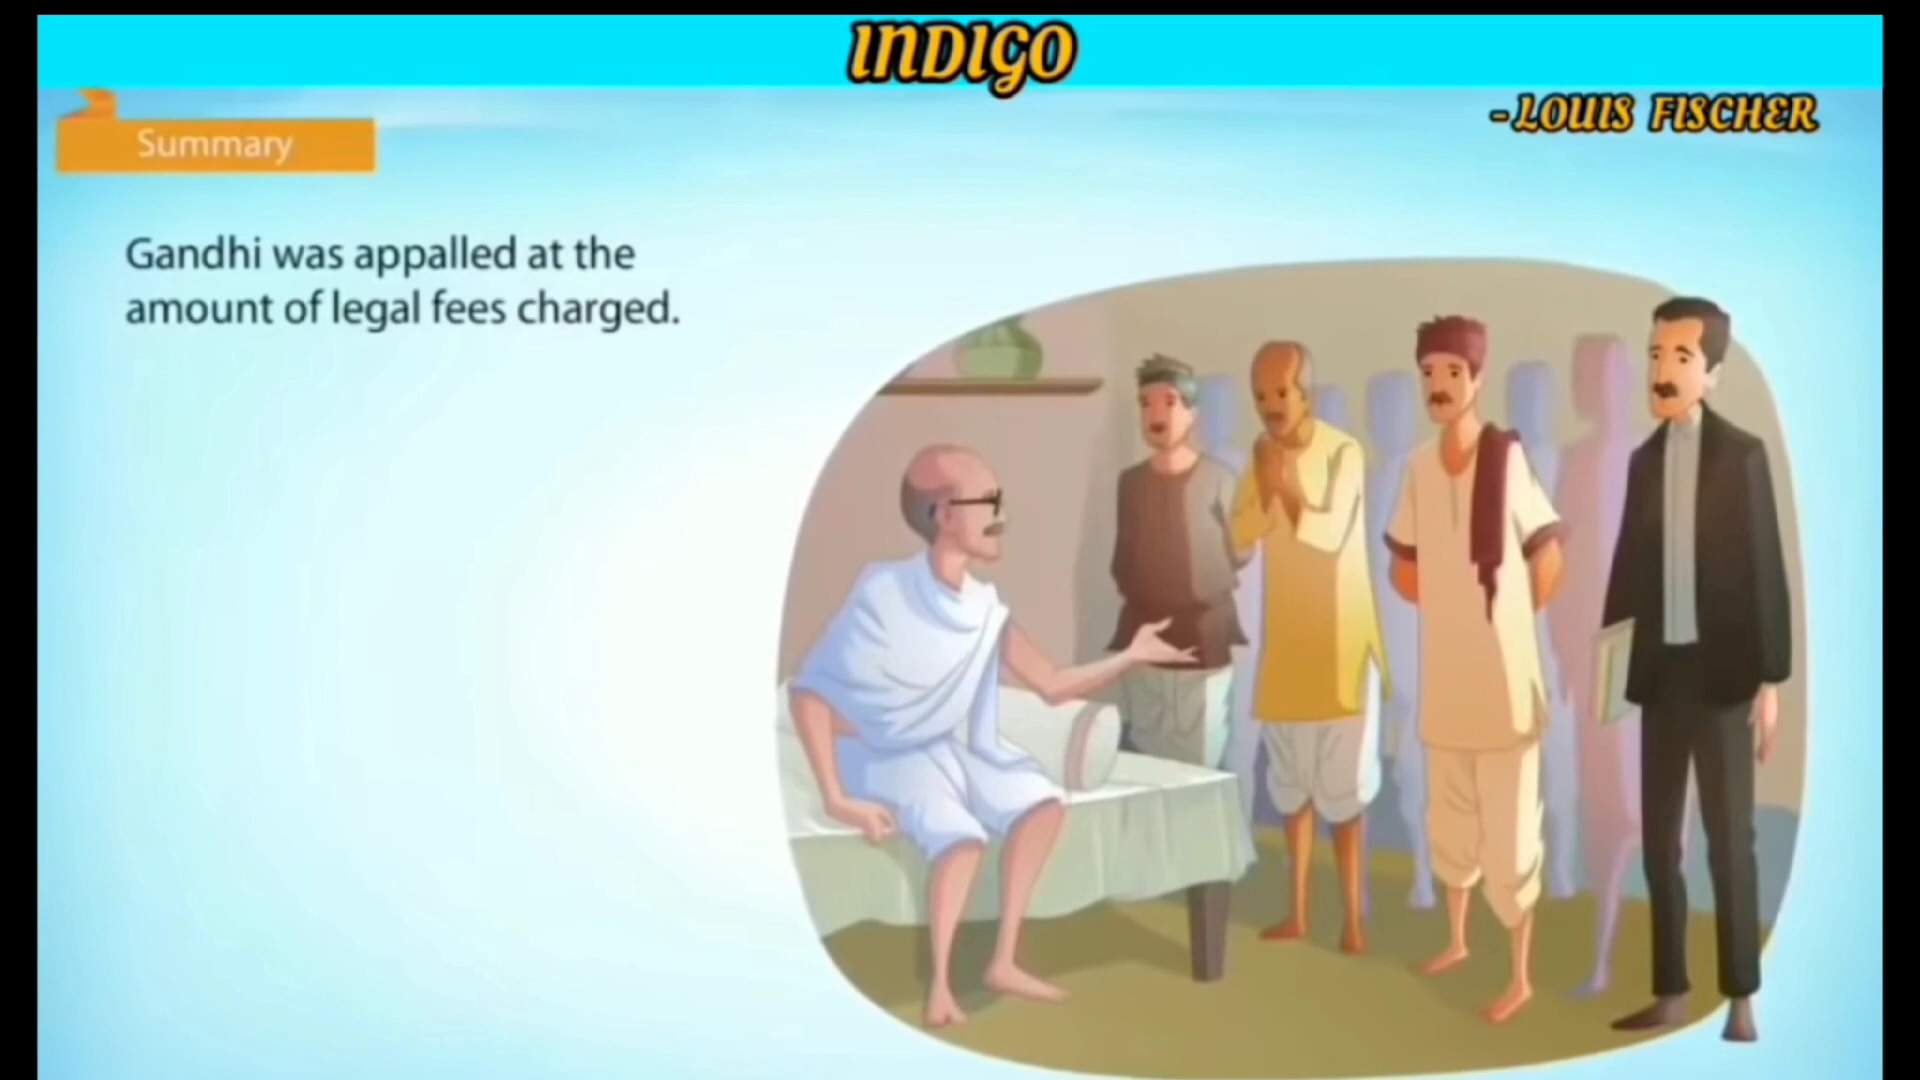 INDIGO
- LOUIS FISCHER
Summary
Gandhi was appalled at the
amount of legal fees charged.